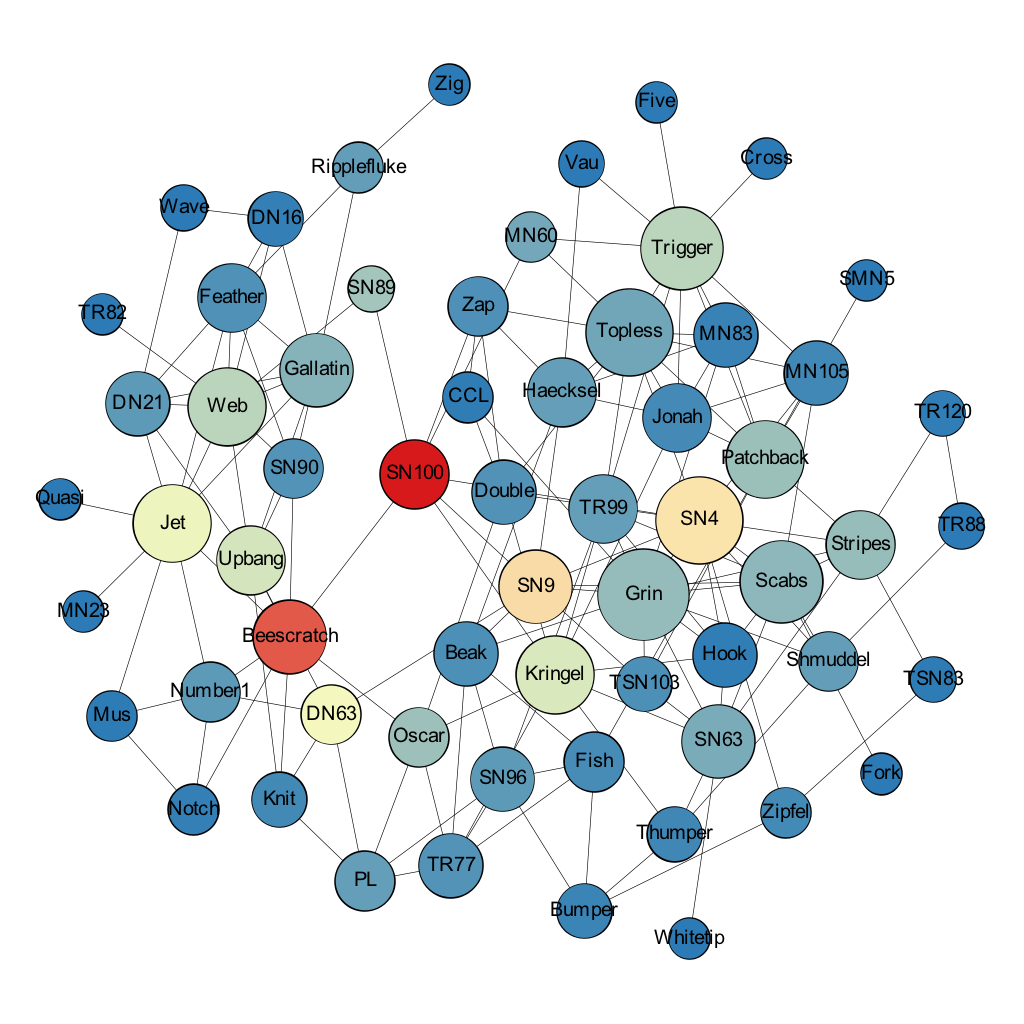 Zig
Five
Cross
Vau
Ripplefluke
Wave
DN16
MN60
Trigger
SMN5
SN89
Feather
Zap
TR82
Topless
MN83
Gallatin
MN105
Haecksel
CCL
DN21
Web
Jonah
TR120
Patchback
SN90
SN100
Double
Quasi
TR99
Jet
SN4
TR88
Stripes
Upbang
SN9
Scabs
Grin
MN23
Beescratch
Beak
Hook
Shmuddel
Kringel
TSN103
TSN83
Number1
Mus
DN63
Oscar
SN63
Fish
SN96
Fork
Notch
Knit
Zipfel
Thumper
TR77
PL
Bumper
Whitetip